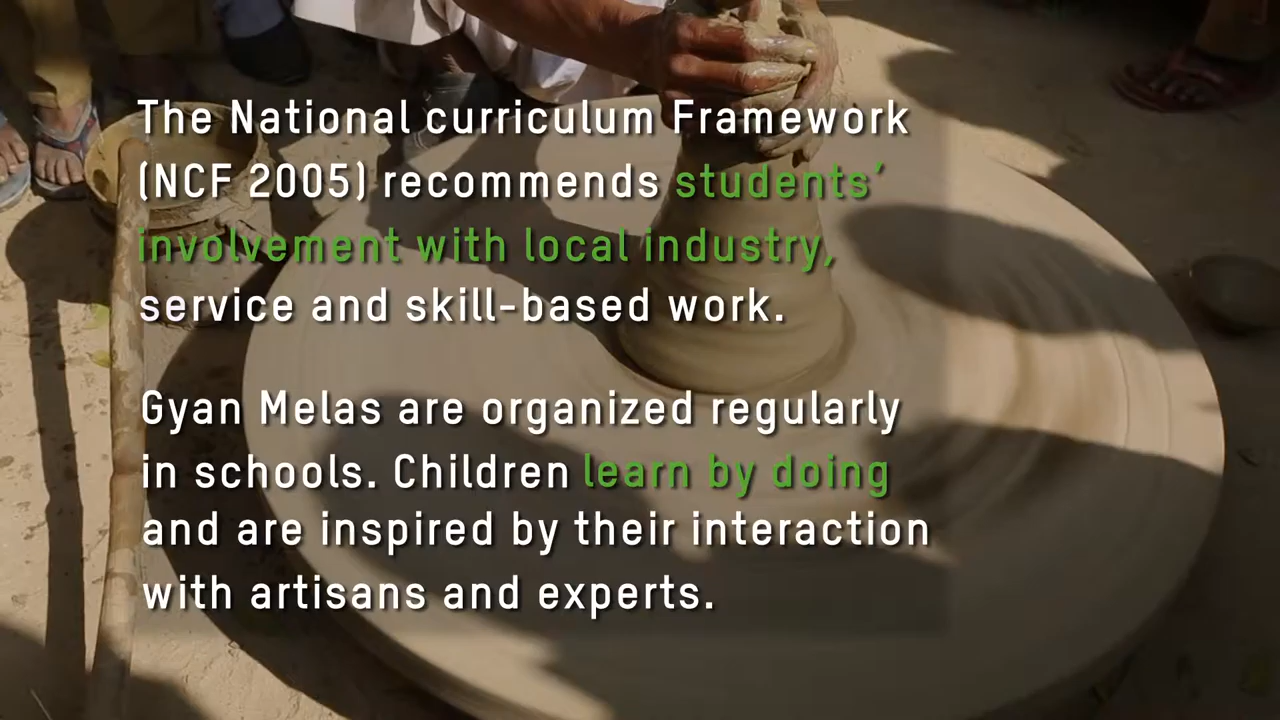 The National curriculum Framework
(NCF 2005) recommends students’
involvement with local industry,
service and skill-based work.
Gyan Melas are organized regularly
in schools. Children learn by doing
and are inspired by their interaction
with artisans and experts.